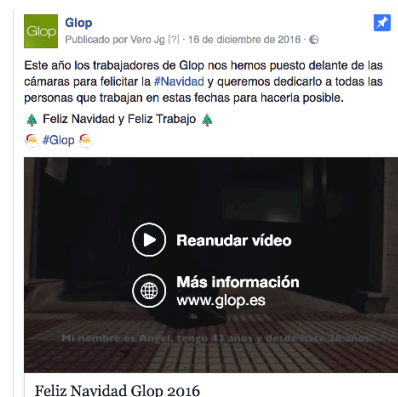 Glop
Glop
Publicado por Vero Jg [?] · 16 de diciembre de 2016 ·
Este año los trabajadores de Glop nos hemos puesto delante de las
cámaras para felicitar la #Navidad y queremos dedicarlo a todas las
personas que trabajan en estas fechas para hacerla posible.
🎄 Feliz Navidad y Feliz Trabajo 🎄
🎅 #Glop 🎅
Reanudar vídeo
Más información
www.glop.es
Mi nombre es Angel, tengo 43 años y desde hace 20 años
Feliz Navidad Glop 2016